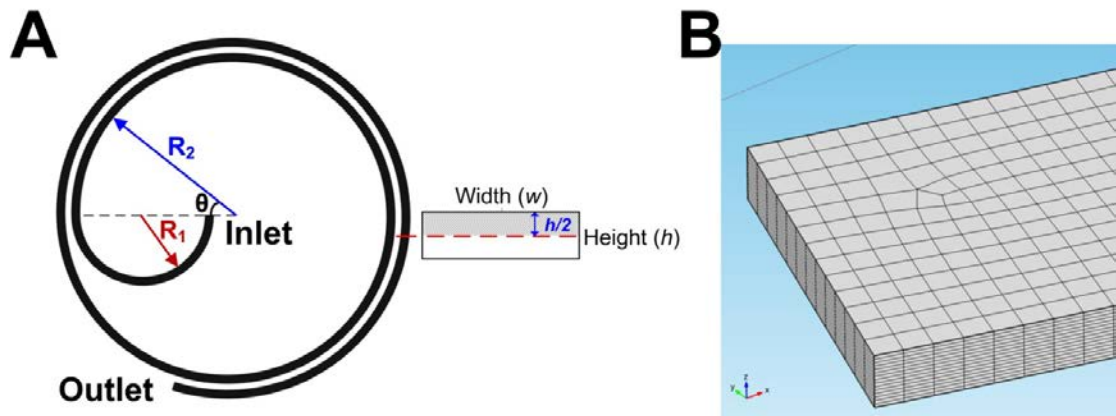 A
R₂
θ
Inlet
R₁
Outlet
Width (w)
h/2
Height (h)
B
z
y
x